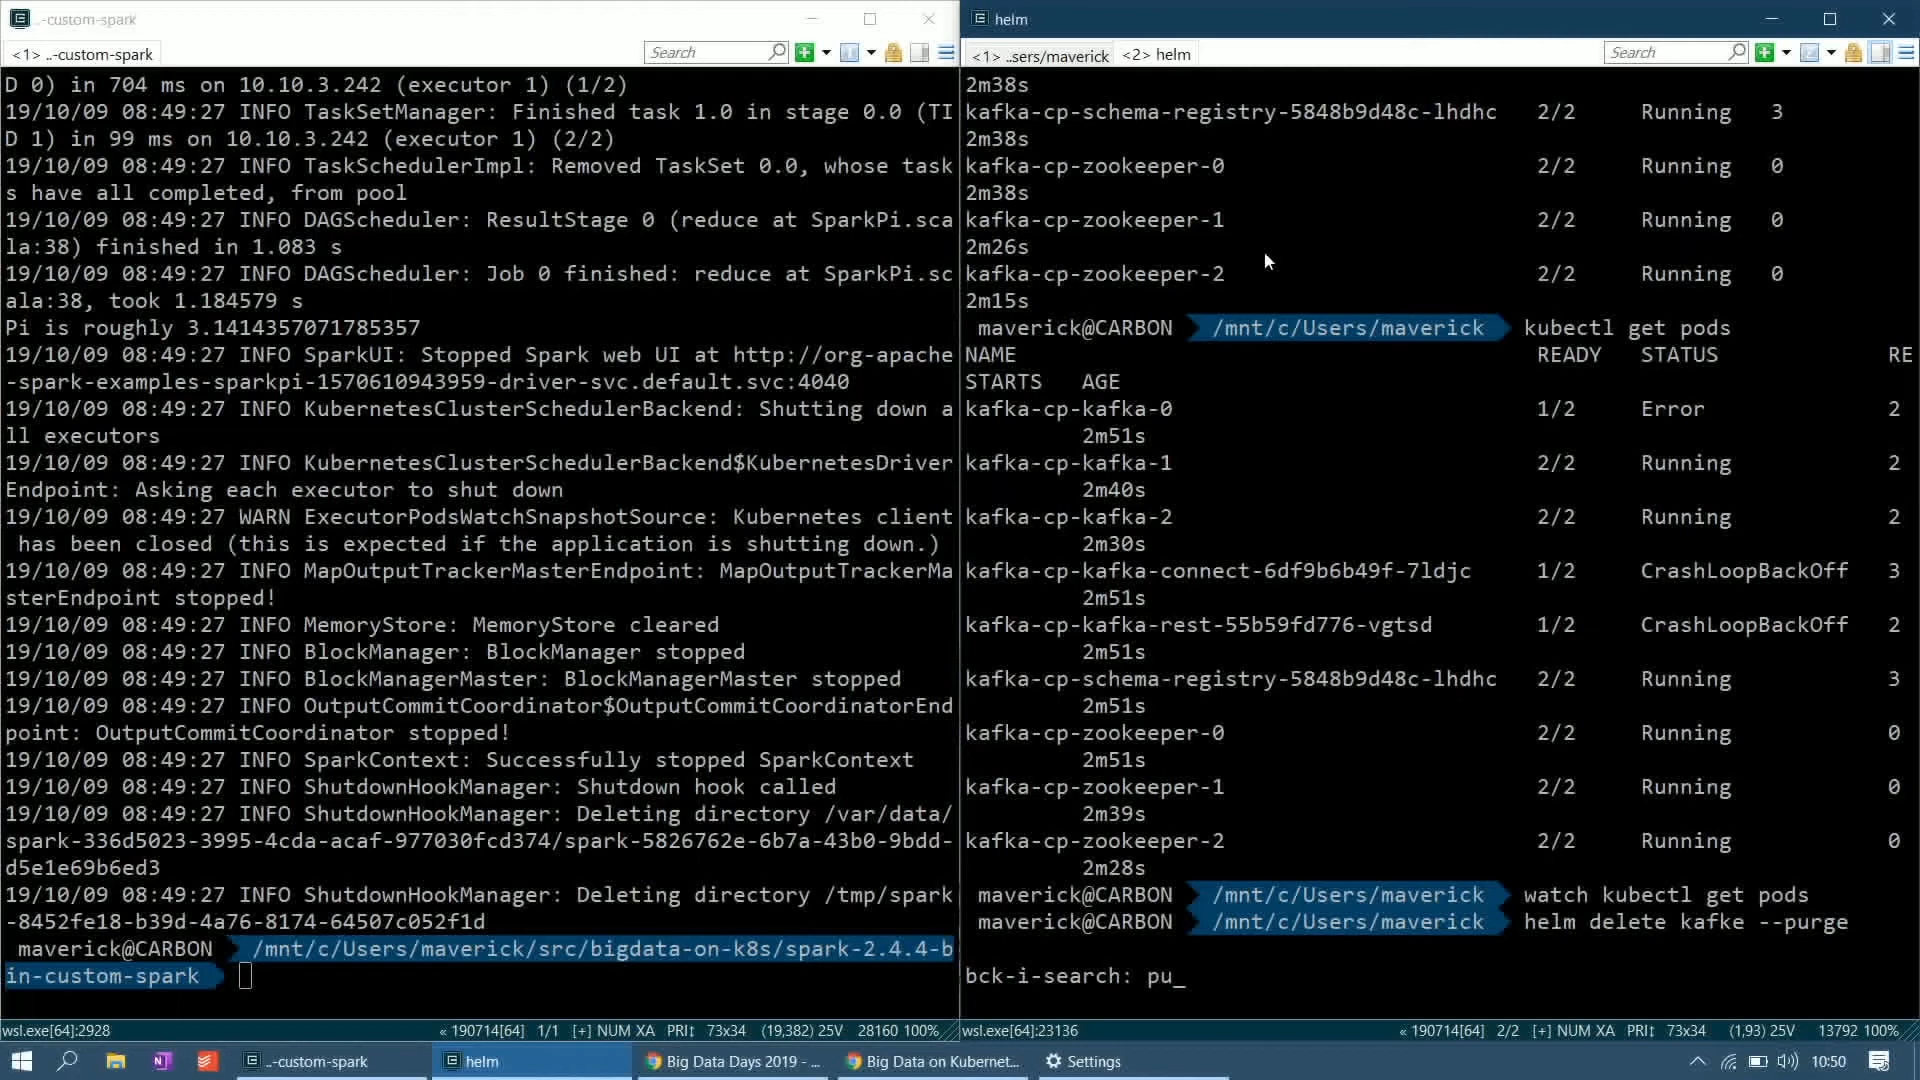 ..-custom-spark
<1> ..-custom-spark
Search
D 0) in 704 ms on 10.10.3.242 (executor 1) (1/2)
19/10/09 08:49:27 INFO TaskSetManager: Finished task 1.0 in stage 0.0 (TI
D 1) in 99 ms on 10.10.3.242 (executor 1) (2/2)
19/10/09 08:49:27 INFO TaskSchedulerImpl: Removed TaskSet 0.0, whose task
s have all completed, from pool
19/10/09 08:49:27 INFO DAGScheduler: ResultStage 0 (reduce at SparkPi.sca
la:38) finished in 1.083 s
19/10/09 08:49:27 INFO DAGScheduler: Job 0 finished: reduce at SparkPi.sc
ala:38, took 1.184579 s
Pi is roughly 3.1414357071785357
19/10/09 08:49:27 INFO SparkUI: Stopped Spark web UI at http://org-apache
-spark-examples-sparkpi-1570610943959-driver-svc.default.svc:4040
19/10/09 08:49:27 INFO KubernetesClusterSchedulerBackend: Shutting down a
ll executors
19/10/09 08:49:27 INFO KubernetesClusterSchedulerBackend$KubernetesDriver
Endpoint: Asking each executor to shut down
19/10/09 08:49:27 WARN ExecutorPodsWatchSnapshotSource: Kubernetes client
has been closed (this is expected if the application is shutting down.)
19/10/09 08:49:27 INFO MapOutputTrackerMasterEndpoint: MapOutputTrackerMa
sterEndpoint stopped!
19/10/09 08:49:27 INFO MemoryStore: MemoryStore cleared
19/10/09 08:49:27 INFO BlockManager: BlockManager stopped
19/10/09 08:49:27 INFO BlockManagerMaster: BlockManagerMaster stopped
19/10/09 08:49:27 INFO OutputCommitCoordinator$OutputCommitCoordinatorEnd
point: OutputCommitCoordinator stopped!
19/10/09 08:49:27 INFO SparkContext: Successfully stopped SparkContext
19/10/09 08:49:27 INFO ShutdownHookManager: Shutdown hook called
19/10/09 08:49:27 INFO ShutdownHookManager: Deleting directory /var/data/
spark-336d5023-3995-4cda-acaf-977030fcd374/spark-5826762e-6b7a-43b0-9bdd-
d5e1e69b6ed3
19/10/09 08:49:27 INFO ShutdownHookManager: Deleting directory /tmp/spark
-8452fe18-b39d-4a76-8174-64507c052f1d
maverick@CARBON /mnt/c/Users/maverick/src/bigdata-on-k8s/spark-2.4.4-b
in-custom-spark
wsl.exe[64]:2928 « 190714[64] 1/1 [+] NUM XA PRI↕ 73x34 (19,382) 25V 28160 100%
helm
<1> ..sers/maverick <2> helm
Search
2m38s
kafka-cp-schema-registry-5848b9d48c-lhdhc 2/2 Running 3
2m38s
kafka-cp-zookeeper-0 2/2 Running 0
2m38s
kafka-cp-zookeeper-1 2/2 Running 0
2m26s
kafka-cp-zookeeper-2 2/2 Running 0
2m15s
maverick@CARBON /mnt/c/Users/maverick kubectl get pods
NAME READY STATUS RE
STARTS AGE
kafka-cp-kafka-0 1/2 Error 2
2m51s
kafka-cp-kafka-1 2/2 Running 2
2m40s
kafka-cp-kafka-2 2/2 Running 2
2m30s
kafka-cp-kafka-connect-6df9b6b49f-7ldjc 1/2 CrashLoopBackOff 3
2m51s
kafka-cp-kafka-rest-55b59fd776-vgtsd 1/2 CrashLoopBackOff 2
2m51s
kafka-cp-schema-registry-5848b9d48c-lhdhc 2/2 Running 3
2m51s
kafka-cp-zookeeper-0 2/2 Running 0
2m51s
kafka-cp-zookeeper-1 2/2 Running 0
2m39s
kafka-cp-zookeeper-2 2/2 Running 0
2m28s
maverick@CARBON /mnt/c/Users/maverick watch kubectl get pods
maverick@CARBON /mnt/c/Users/maverick helm delete kafke --purge
bck-i-search: pu_
wsl.exe[64]:23136 « 190714[64] 2/2 [+] NUM XA PRI↕ 73x34 (1,93) 25V 13792 100%
..-custom-spark
helm
Big Data Days 2019 - ...
Big Data on Kubernet...
Settings
10:50